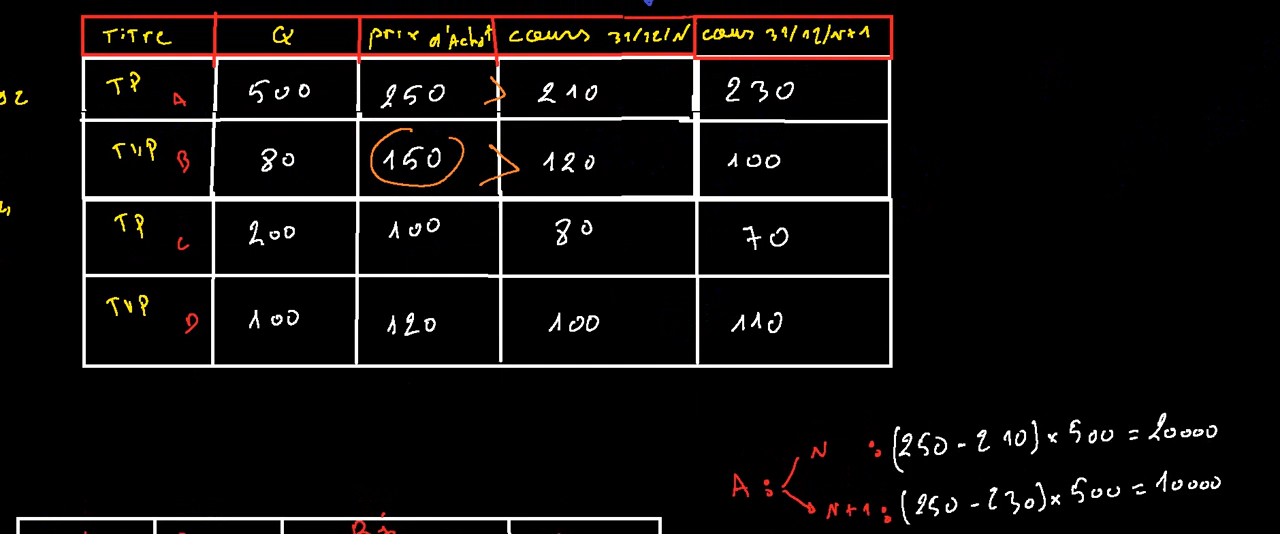 Titre Q prix d'Achat cours 31/12/N cours 31/12/N+1
TP A 500 250 > 210 230
TVP B 80 150 > 120 100
TP C 200 100 80 70
TVP D 100 120 100 110
A : N : (250 - 210) × 500 = 20000
N+1 : (250 - 230) × 500 = 10000